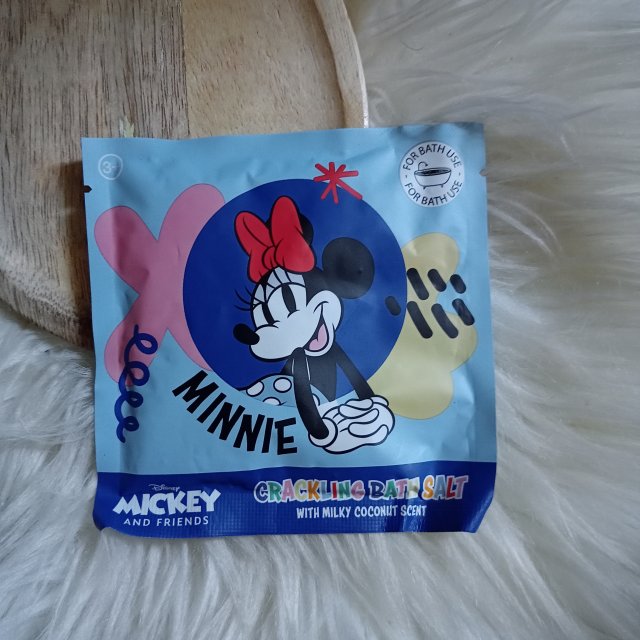 3+
FOR BATH USE
FOR BATH USE
MINNIE
Disney
MICKEY
AND FRIENDS
CRACKLING BATH SALT
WITH MILKY COCONUT SCENT